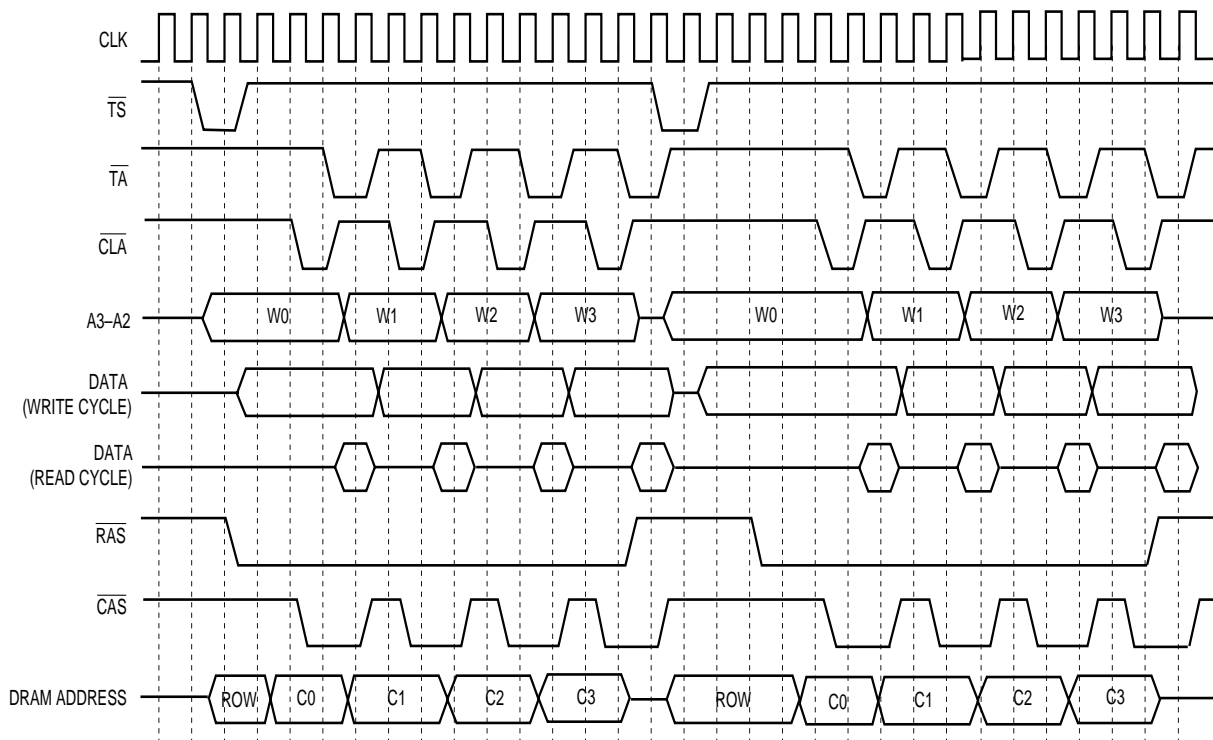 CLK
TS
TA
CLA
A3–A2 W0 W1 W2 W3 W0 W1 W2 W3
DATA
(WRITE CYCLE)
DATA
(READ CYCLE)
RAS
CAS
DRAM ADDRESS ROW C0 C1 C2 C3 ROW C0 C1 C2 C3